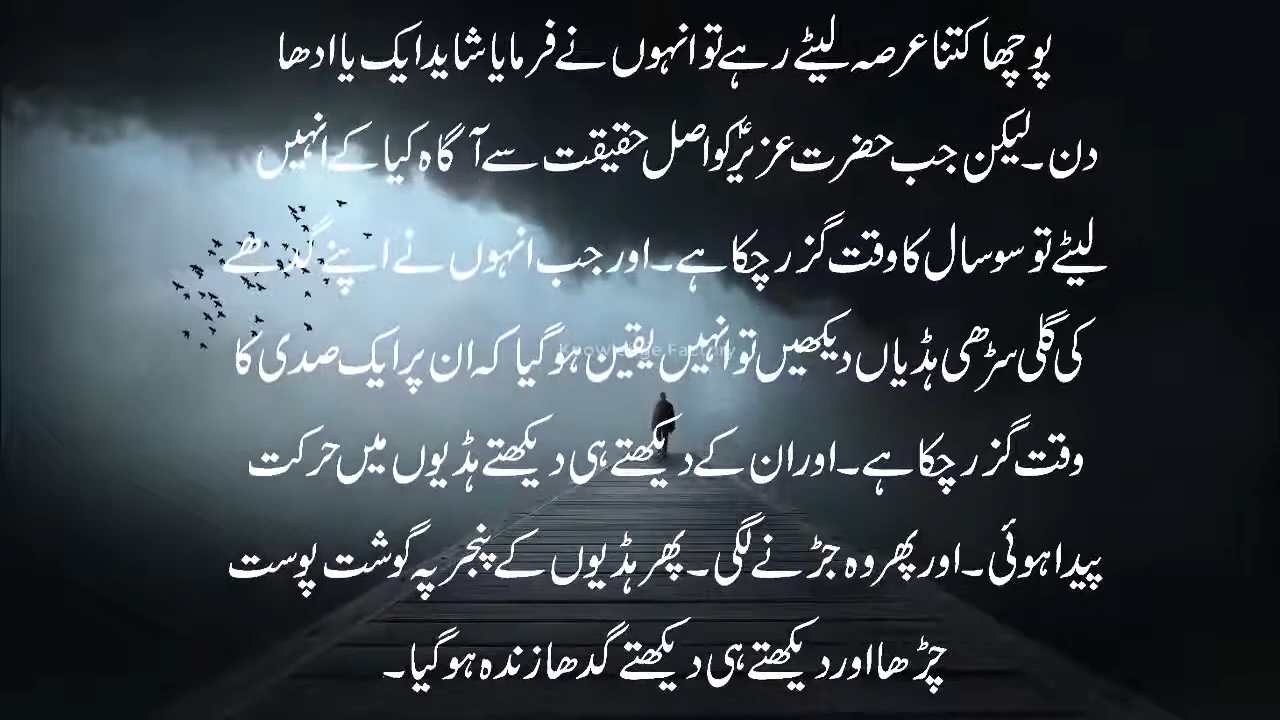 پوچھا کتنا عرصہ لیٹے رہے تو انہوں نے فرمایا شاید ایک یا ادھا
دن۔ لیکن جب حضرت عزیرؑ کو اصل حقیقت سے آگاہ کیا کے انہیں
لیٹے تو سو سال کا وقت گزر چکا ہے۔ اور جب انہوں نے اپنے گدھے
کی گلی سڑھی ہڈیاں دیکھیں تو انہیں یقین ہو گیا کہ ان پر ایک صدی کا
Knowledge Factory
وقت گزر چکا ہے۔ اور ان کے دیکھتے ہی دیکھتے ہڈیوں میں حرکت
پیدا ہوئی۔ اور پھر وہ جڑنے لگی۔ پھر ہڈیوں کے پنجر پہ گوشت پوست
چڑھا اور دیکھتے ہی دیکھتے گدھا زندہ ہو گیا۔